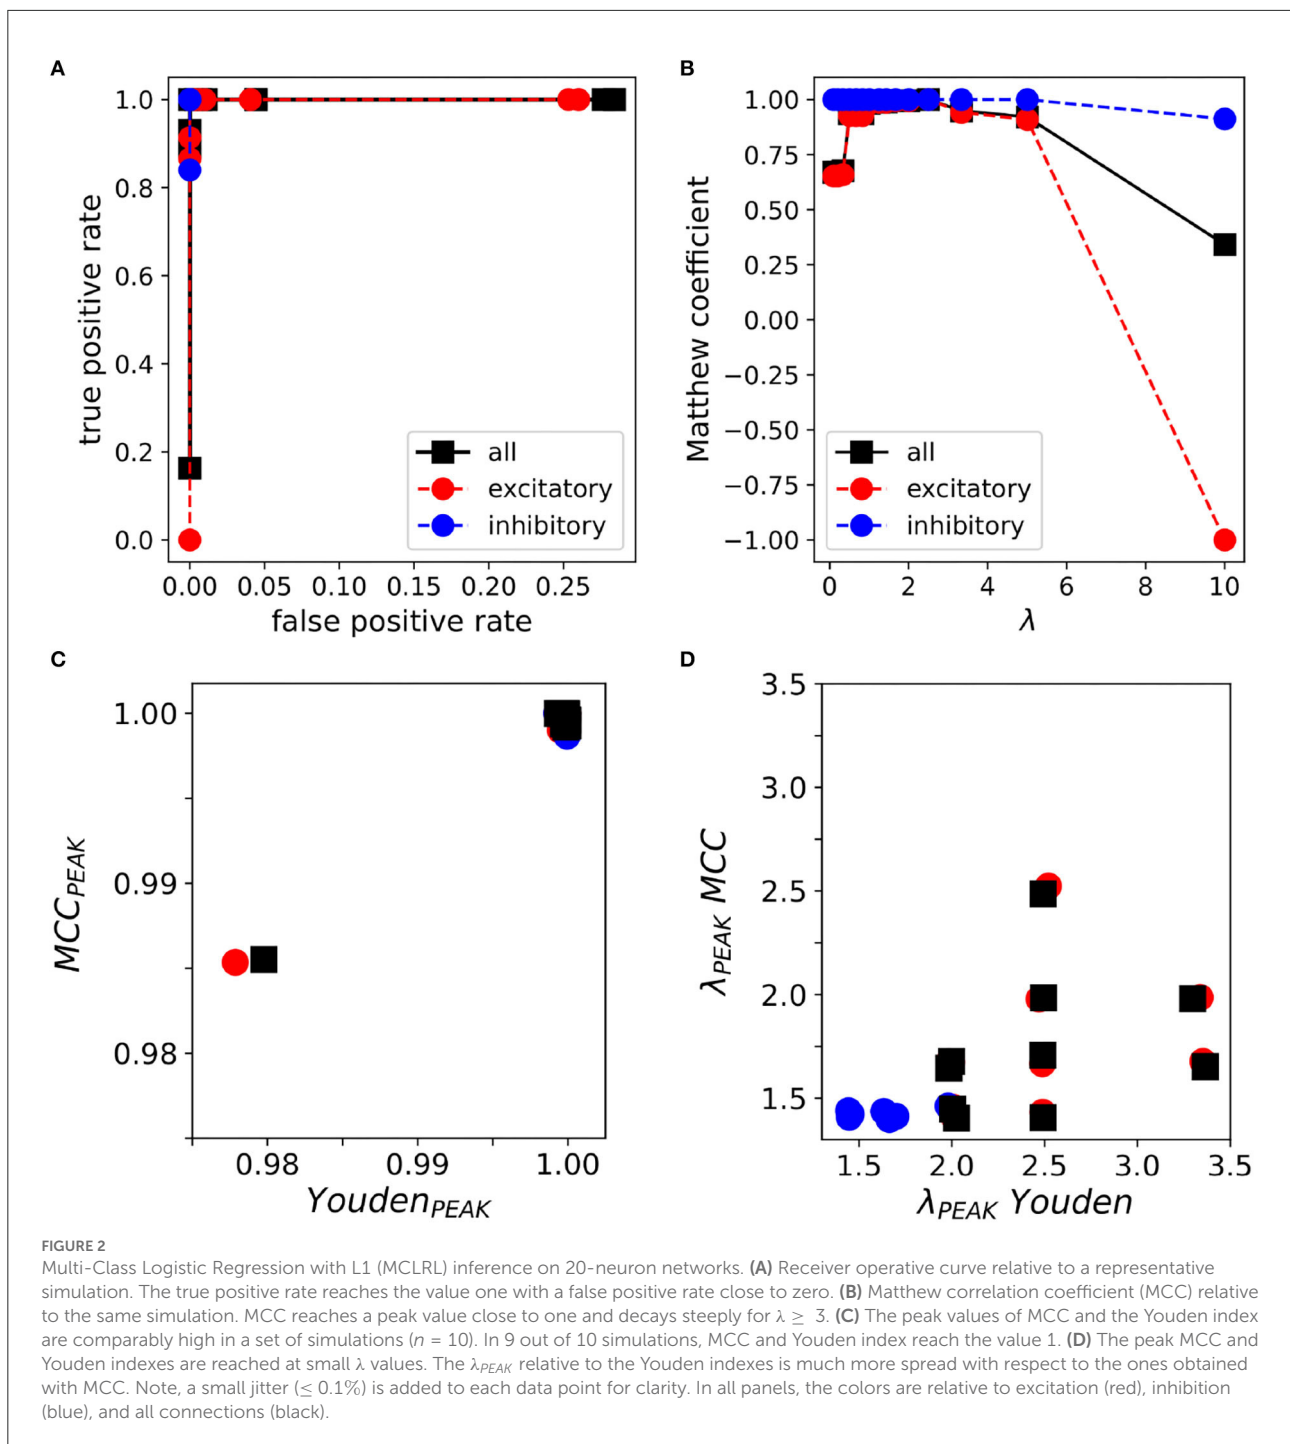 A
1.0
0.8
0.6
0.4
0.2
0.0
true positive rate
all
excitatory
inhibitory
0.00 0.05 0.10 0.15 0.20 0.25
false positive rate
B
1.00
0.75
0.50
0.25
0.00
−0.25
−0.50
−0.75
−1.00
Matthew coefficient
all
excitatory
inhibitory
0 2 4 6 8 10
λ
C
1.00
0.99
0.98
MCC_PEAK
0.98 0.99 1.00
Youden_PEAK
D
3.5
3.0
2.5
2.0
1.5
λ_PEAK MCC
1.5 2.0 2.5 3.0 3.5
λ_PEAK Youden
FIGURE 2
Multi-Class Logistic Regression with L1 (MCLRL) inference on 20-neuron networks. (A) Receiver operative curve relative to a representative
simulation. The true positive rate reaches the value one with a false positive rate close to zero. (B) Matthew correlation coefficient (MCC) relative
to the same simulation. MCC reaches a peak value close to one and decays steeply for λ ≥ 3. (C) The peak values of MCC and the Youden index
are comparably high in a set of simulations (n = 10). In 9 out of 10 simulations, MCC and Youden index reach the value 1. (D) The peak MCC and
Youden indexes are reached at small λ values. The λ_PEAK relative to the Youden indexes is much more spread with respect to the ones obtained
with MCC. Note, a small jitter (≤ 0.1%) is added to each data point for clarity. In all panels, the colors are relative to excitation (red), inhibition
(blue), and all connections (black).